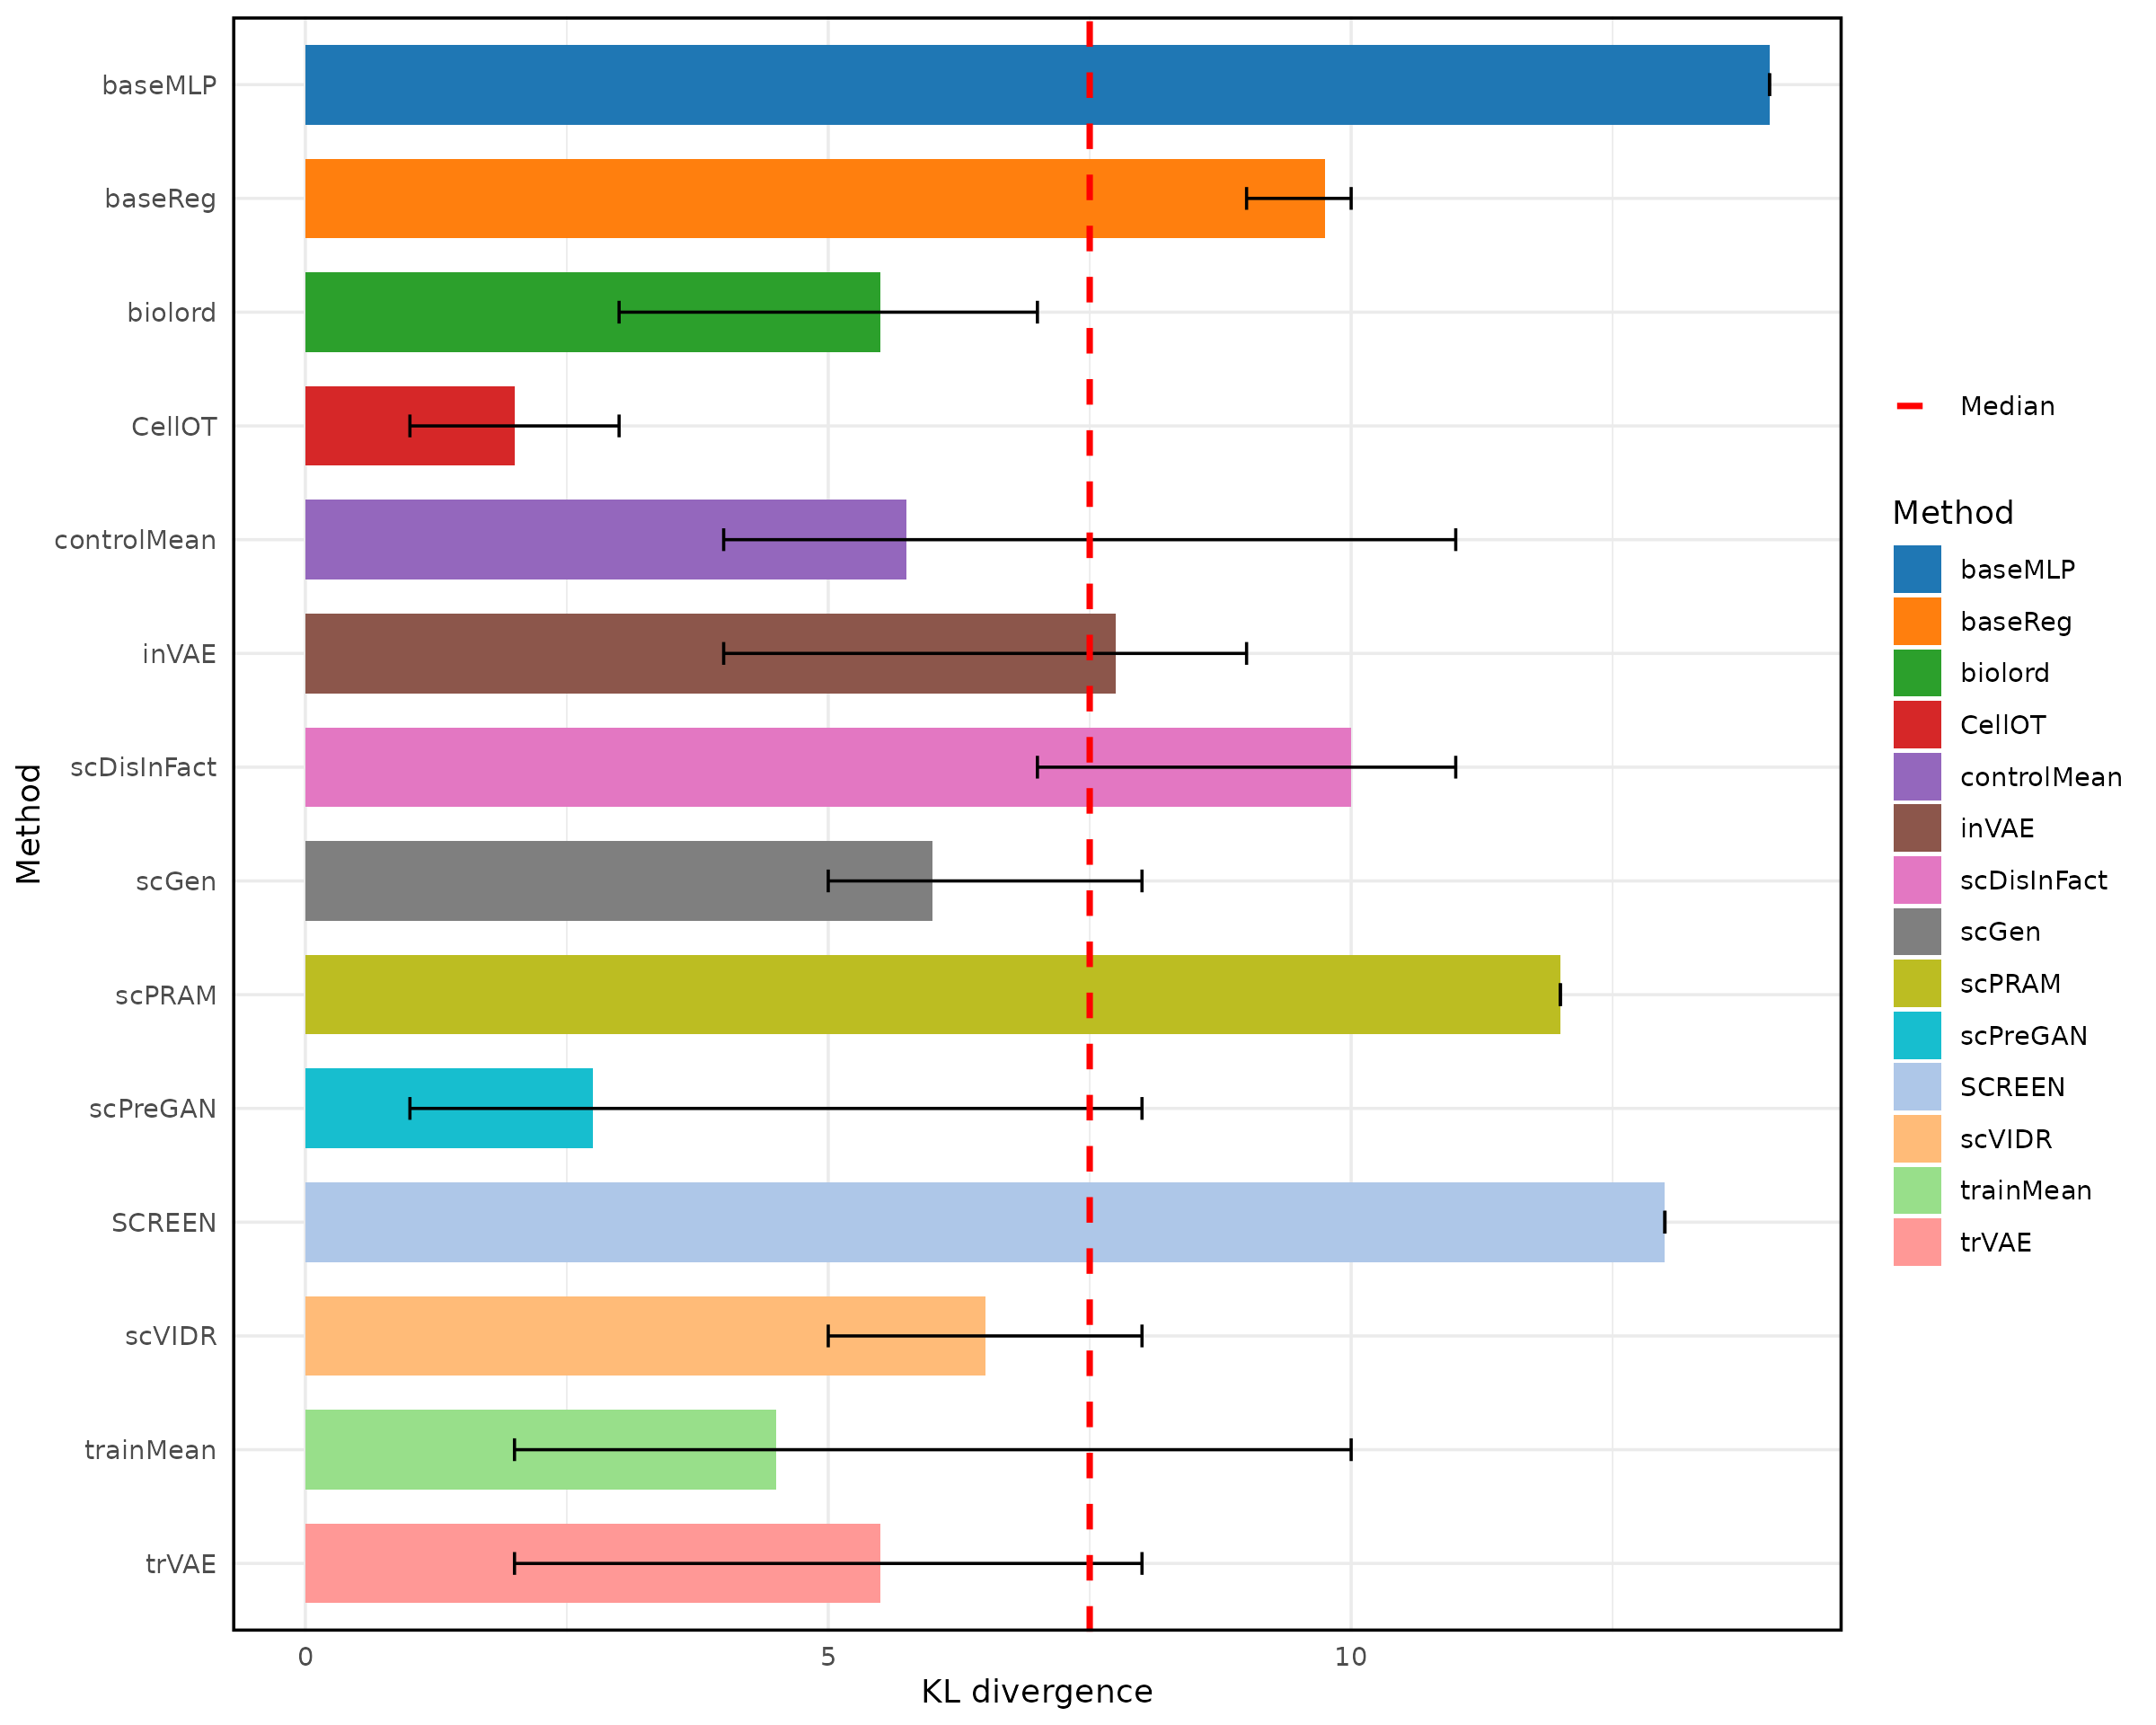 baseMLP
baseReg
biolord
CellOT
controlMean
inVAE
scDisInFact
scGen
scPRAM
scPreGAN
SCREEN
scVIDR
trainMean
trVAE
Method
0 5 10
KL divergence
Median
Method
baseMLP
baseReg
biolord
CellOT
controlMean
inVAE
scDisInFact
scGen
scPRAM
scPreGAN
SCREEN
scVIDR
trainMean
trVAE